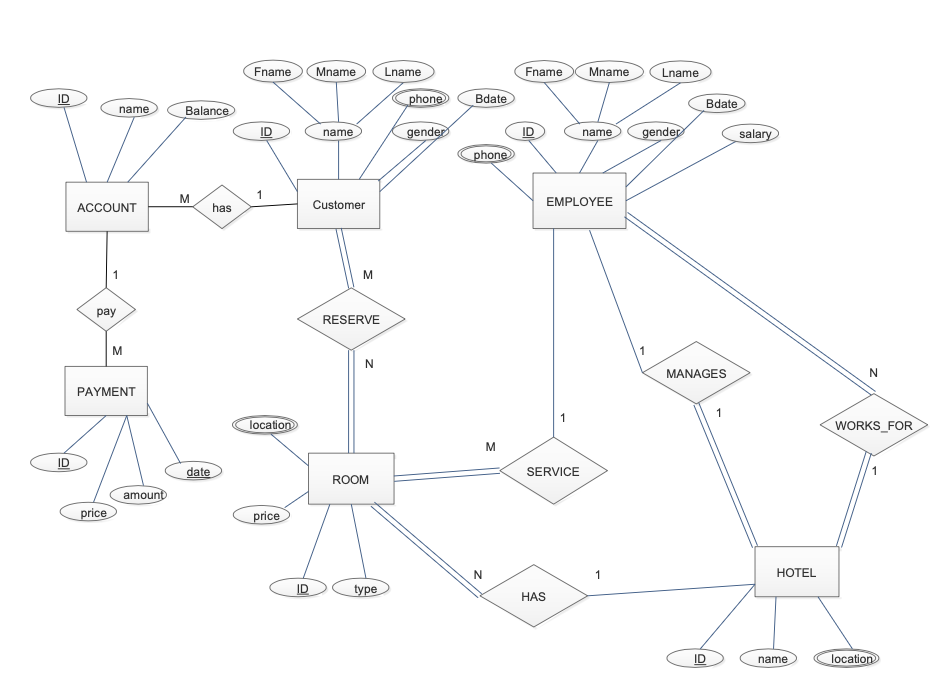 Fname
Mname
Lname
Fname
Mname
Lname
ID
name
Balance
phone
Bdate
Bdate
ID
name
gender
ID
name
gender
salary
phone
ACCOUNT
M
has
1
Customer
EMPLOYEE
1
pay
M
M
RESERVE
N
1
MANAGES
1
N
WORKS_FOR
1
PAYMENT
ID
price
amount
date
location
ROOM
price
ID
type
M
1
SERVICE
N
HAS
1
HOTEL
ID
name
location